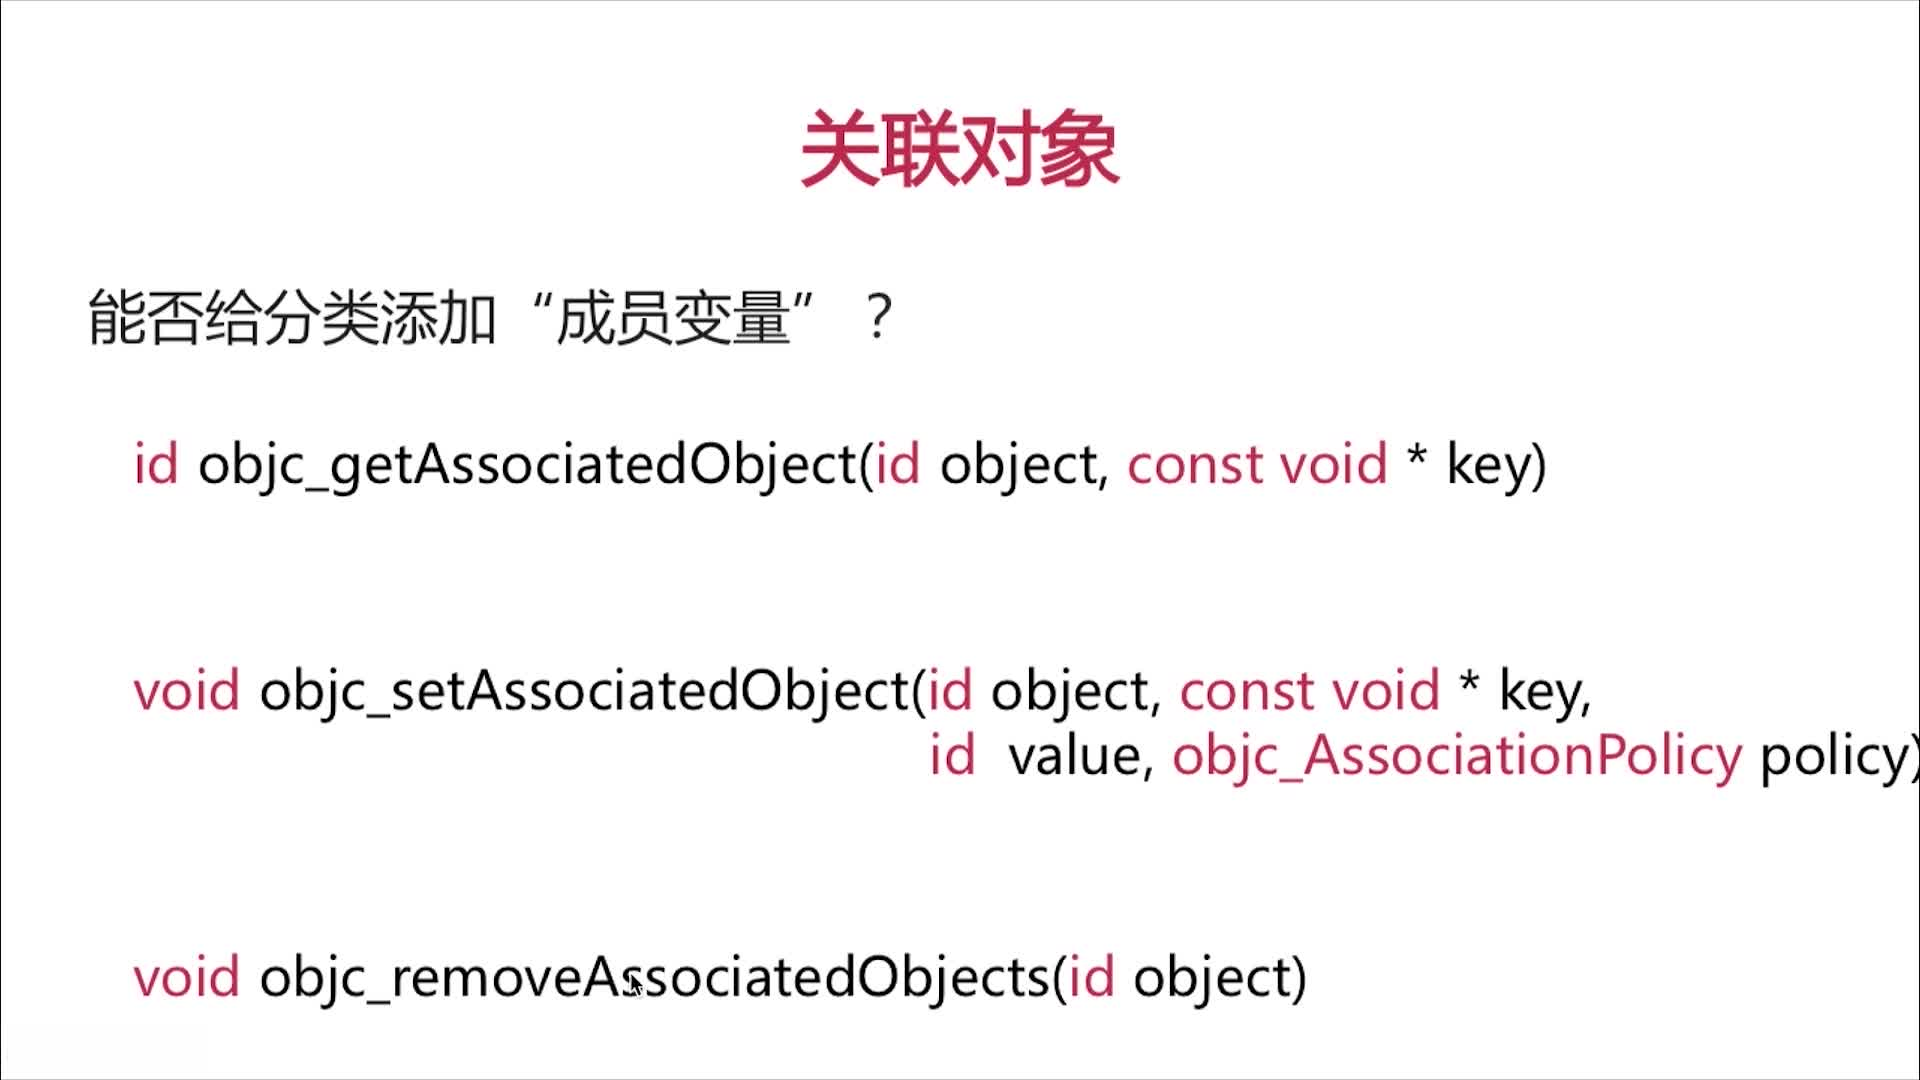 关联对象
能否给分类添加“成员变量” ？
id objc_getAssociatedObject(id object, const void * key)
void objc_setAssociatedObject(id object, const void * key,
id value, objc_AssociationPolicy policy)
void objc_removeAssociatedObjects(id object)